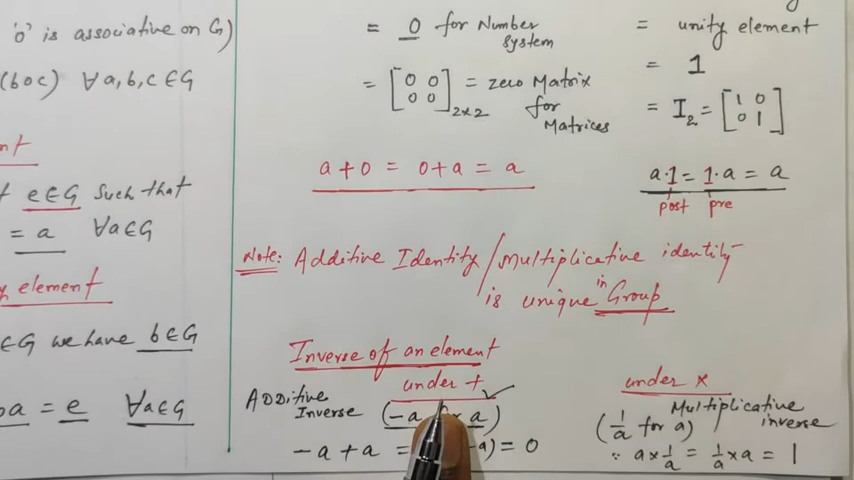 'o' is associative on G)
(boc) ∀a,b,c∈G
e∈G such that
= a ∀a∈G
element
∈G we have b∈G
oa = e ∀a∈G
= 0 for Number
System
= [0 0
0 0]2×2 = zero Matrix
for
Matrices
a+0 = 0+a = a
= unity element
= 1
= I2 = [1 0
0 1]
a·1 = 1·a = a
post pre
Note: Additive Identity/Multiplicative identity
is unique in Group
Inverse of an element
under +
Additive
Inverse (-a a)
-a + a = a) = 0
under ×
Multiplicative
inverse
(1/a for a)
∵ a×1/a = 1/a×a = 1